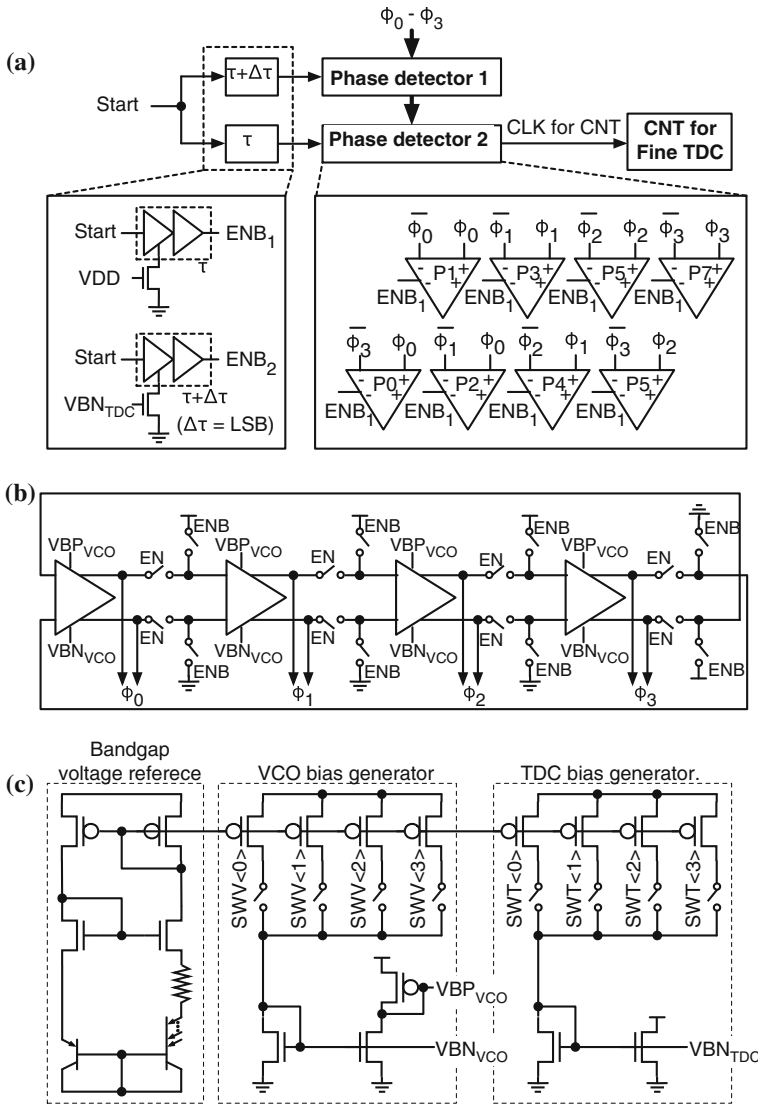 (a)
Φ0 - Φ3
τ+Δτ
Phase detector 1
Start
τ
Phase detector 2
CLK for CNT
CNT for
Fine TDC
Start
ENB1
τ
VDD
Start
ENB2
τ+Δτ
VBNTDC
(Δτ = LSB)
Φ̅0 Φ0 Φ̅1 Φ1 Φ̅2 Φ2 Φ̅3 Φ3
- P1 + - P3 + - P5 + - P7 +
- + - + - + - +
ENB1 ENB1 ENB1 ENB1
Φ̅3 Φ0 Φ̅1 Φ0 Φ̅2 Φ1 Φ̅3 Φ2
- P0 + - P2 + - P4 + - P5 +
- + - + - + - +
ENB1 ENB1 ENB1 ENB1
(b)
ENB ENB ENB ENB
VBPVCO EN VBPVCO EN VBPVCO EN VBPVCO EN
EN EN EN EN
VBNVCO ENB VBNVCO ENB VBNVCO ENB VBNVCO ENB
Φ0 Φ1 Φ2 Φ3
(c)
Bandgap
voltage referece
VCO bias generator
TDC bias generator.
SWV<0> SWV<1> SWV<2> SWV<3>
SWT<0> SWT<1> SWT<2> SWT<3>
VBPVCO
VBNVCO
VBNTDC